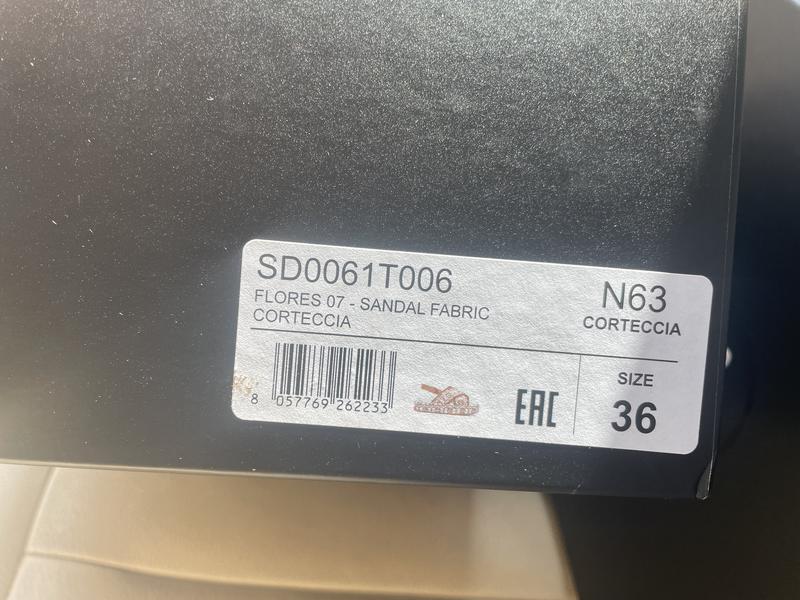 SD0061T006
FLORES 07 - SANDAL FABRIC
CORTECCIA
N63
CORTECCIA
8 057769 262233
EAC
SIZE
36